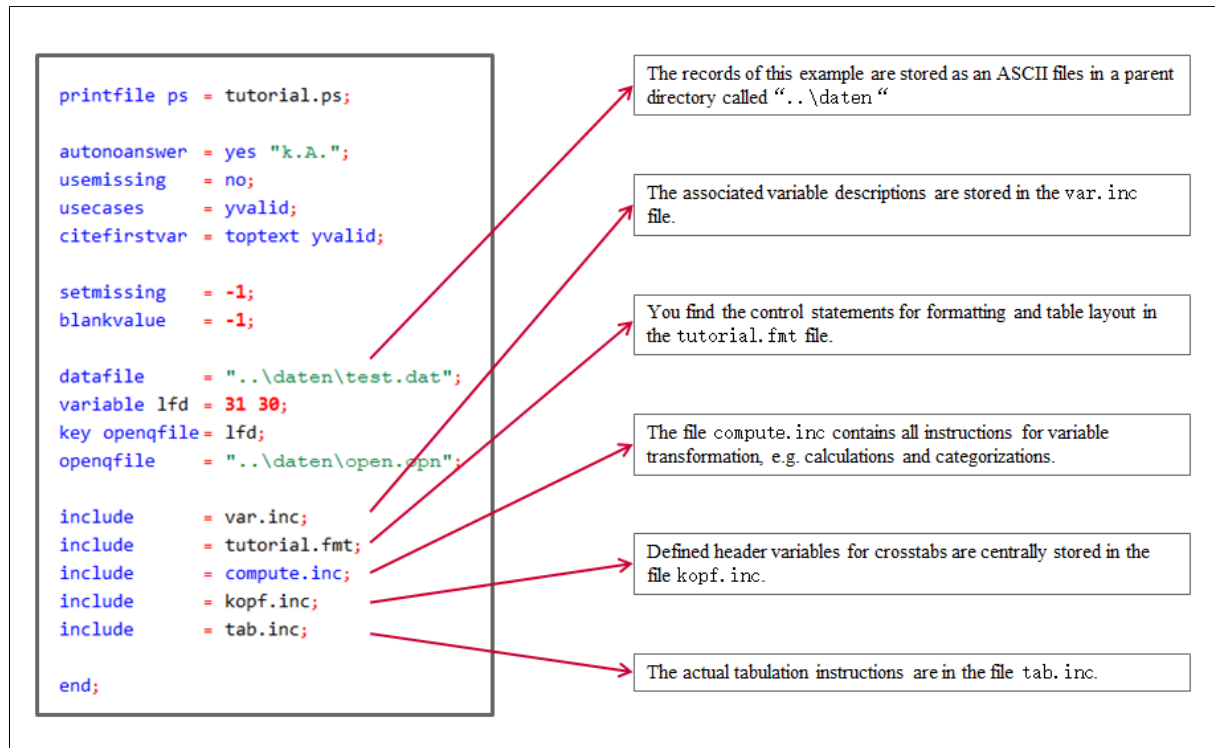 printfile ps = tutorial.ps;
autonoanswer = yes "k.A.";
usemissing = no;
usecases = yvalid;
citefirstvar = toptext yvalid;
setmissing = -1;
blankvalue = -1;
datafile = "..\daten\test.dat";
variable lfd = 31 30;
key openqfile= lfd;
openqfile = "..\daten\open.opn";
include = var.inc;
include = tutorial.fmt;
include = compute.inc;
include = kopf.inc;
include = tab.inc;
end;
The records of this example are stored as an ASCII files in a parent
directory called “..\daten“
The associated variable descriptions are stored in the var.inc
file.
You find the control statements for formatting and table layout in
the tutorial.fmt file.
The file compute.inc contains all instructions for variable
transformation, e.g. calculations and categorizations.
Defined header variables for crosstabs are centrally stored in the
file kopf.inc.
The actual tabulation instructions are in the file tab.inc.